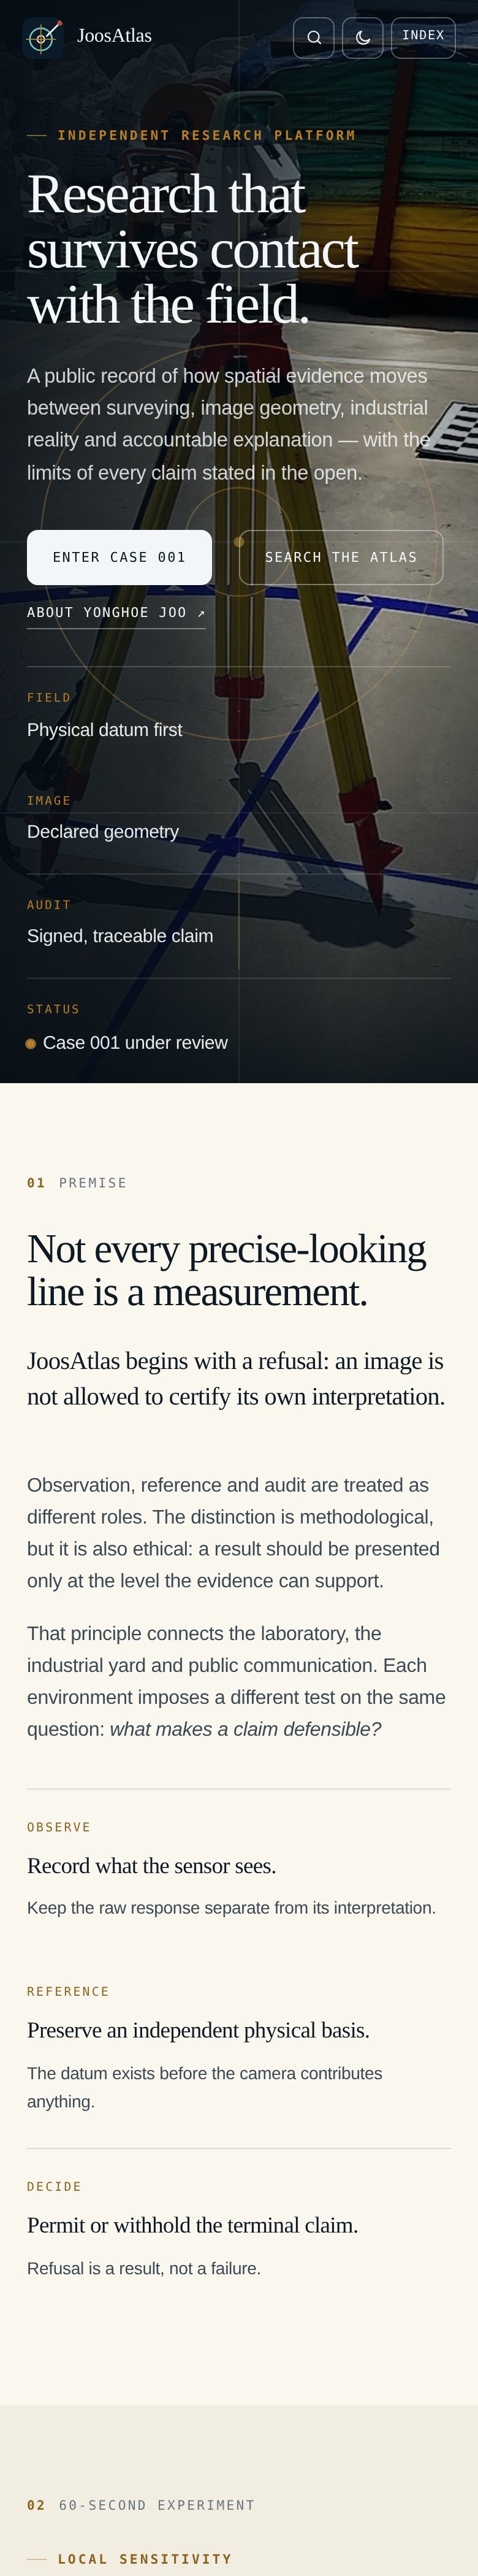 JoosAtlas
INDEX
INDEPENDENT RESEARCH PLATFORM
Research that
survives contact
with the field.
A public record of how spatial evidence moves
between surveying, image geometry, industrial
reality and accountable explanation — with the
limits of every claim stated in the open.
ENTER CASE 001
SEARCH THE ATLAS
ABOUT YONGHOE JOO ↗
FIELD
Physical datum first
IMAGE
Declared geometry
AUDIT
Signed, traceable claim
STATUS
Case 001 under review
01 PREMISE
Not every precise-looking
line is a measurement.
JoosAtlas begins with a refusal: an image is
not allowed to certify its own interpretation.
Observation, reference and audit are treated as
different roles. The distinction is methodological,
but it is also ethical: a result should be presented
only at the level the evidence can support.
That principle connects the laboratory, the
industrial yard and public communication. Each
environment imposes a different test on the same
question: what makes a claim defensible?
OBSERVE
Record what the sensor sees.
Keep the raw response separate from its interpretation.
REFERENCE
Preserve an independent physical basis.
The datum exists before the camera contributes
anything.
DECIDE
Permit or withhold the terminal claim.
Refusal is a result, not a failure.
02 60-SECOND EXPERIMENT
LOCAL SENSITIVITY